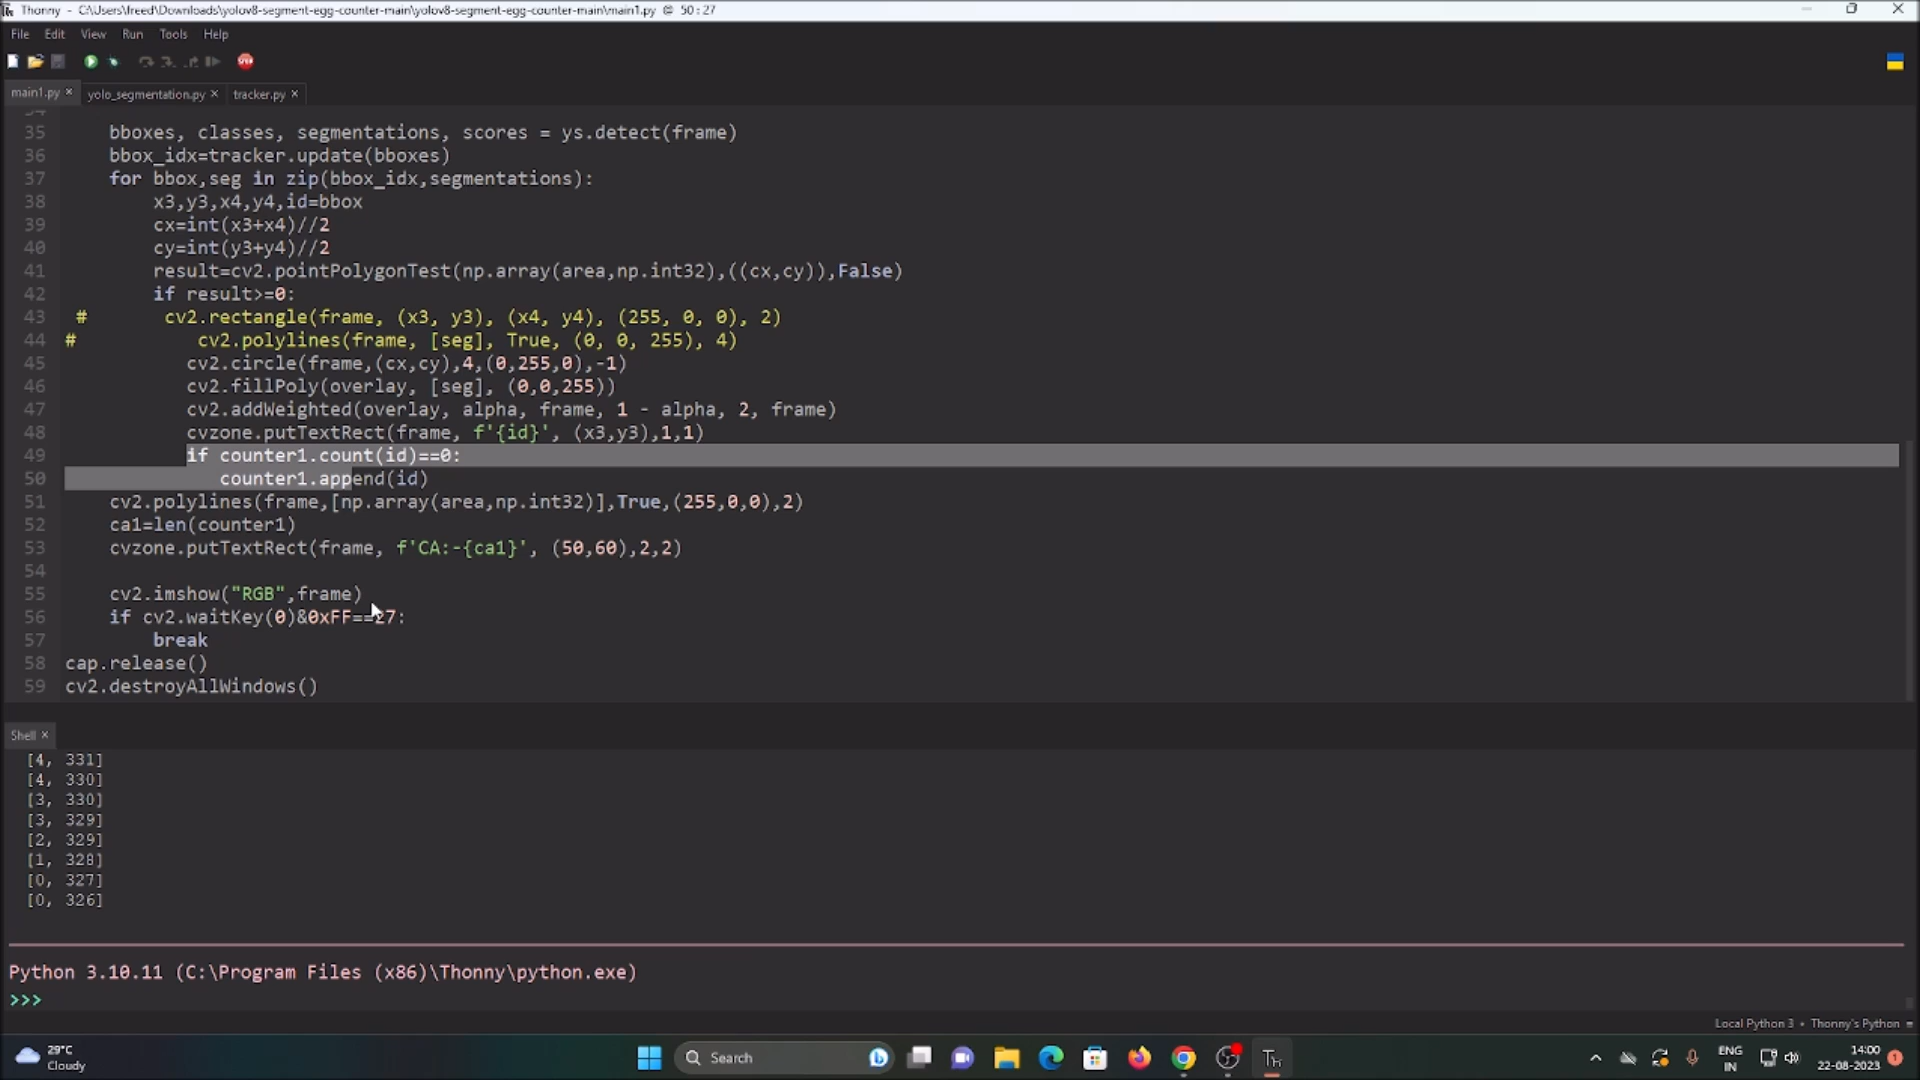 Thonny - C:\Users\freed\Downloads\yolov8-segment-egg-counter-main\yolov8-segment-egg-counter-main\main1.py @ 50:27
File Edit View Run Tools Help
main1.py × yolo_segmentation.py × tracker.py ×
35 bboxes, classes, segmentations, scores = ys.detect(frame)
36 bbox_idx=tracker.update(bboxes)
37 for bbox,seg in zip(bbox_idx,segmentations):
38 x3,y3,x4,y4,id=bbox
39 cx=int(x3+x4)//2
40 cy=int(y3+y4)//2
41 result=cv2.pointPolygonTest(np.array(area,np.int32),((cx,cy)),False)
42 if result>=0:
43 # cv2.rectangle(frame, (x3, y3), (x4, y4), (255, 0, 0), 2)
44 # cv2.polylines(frame, [seg], True, (0, 0, 255), 4)
45 cv2.circle(frame,(cx,cy),4,(0,255,0),-1)
46 cv2.fillPoly(overlay, [seg], (0,0,255))
47 cv2.addWeighted(overlay, alpha, frame, 1 - alpha, 2, frame)
48 cvzone.putTextRect(frame, f'{id}', (x3,y3),1,1)
49 if counter1.count(id)==0:
50 counter1.append(id)
51 cv2.polylines(frame,[np.array(area,np.int32)],True,(255,0,0),2)
52 ca1=len(counter1)
53 cvzone.putTextRect(frame, f'CA:-{ca1}', (50,60),2,2)
54
55 cv2.imshow("RGB",frame)
56 if cv2.waitKey(0)&0xFF==27:
57 break
58 cap.release()
59 cv2.destroyAllWindows()
Shell ×
[4, 331]
[4, 330]
[3, 330]
[3, 329]
[2, 329]
[1, 328]
[0, 327]
[0, 326]
Python 3.10.11 (C:\Program Files (x86)\Thonny\python.exe)
>>>
Local Python 3 • Thonny's Python
29°C
Cloudy
Search
ENG
IN
14:00
22-08-2023
1